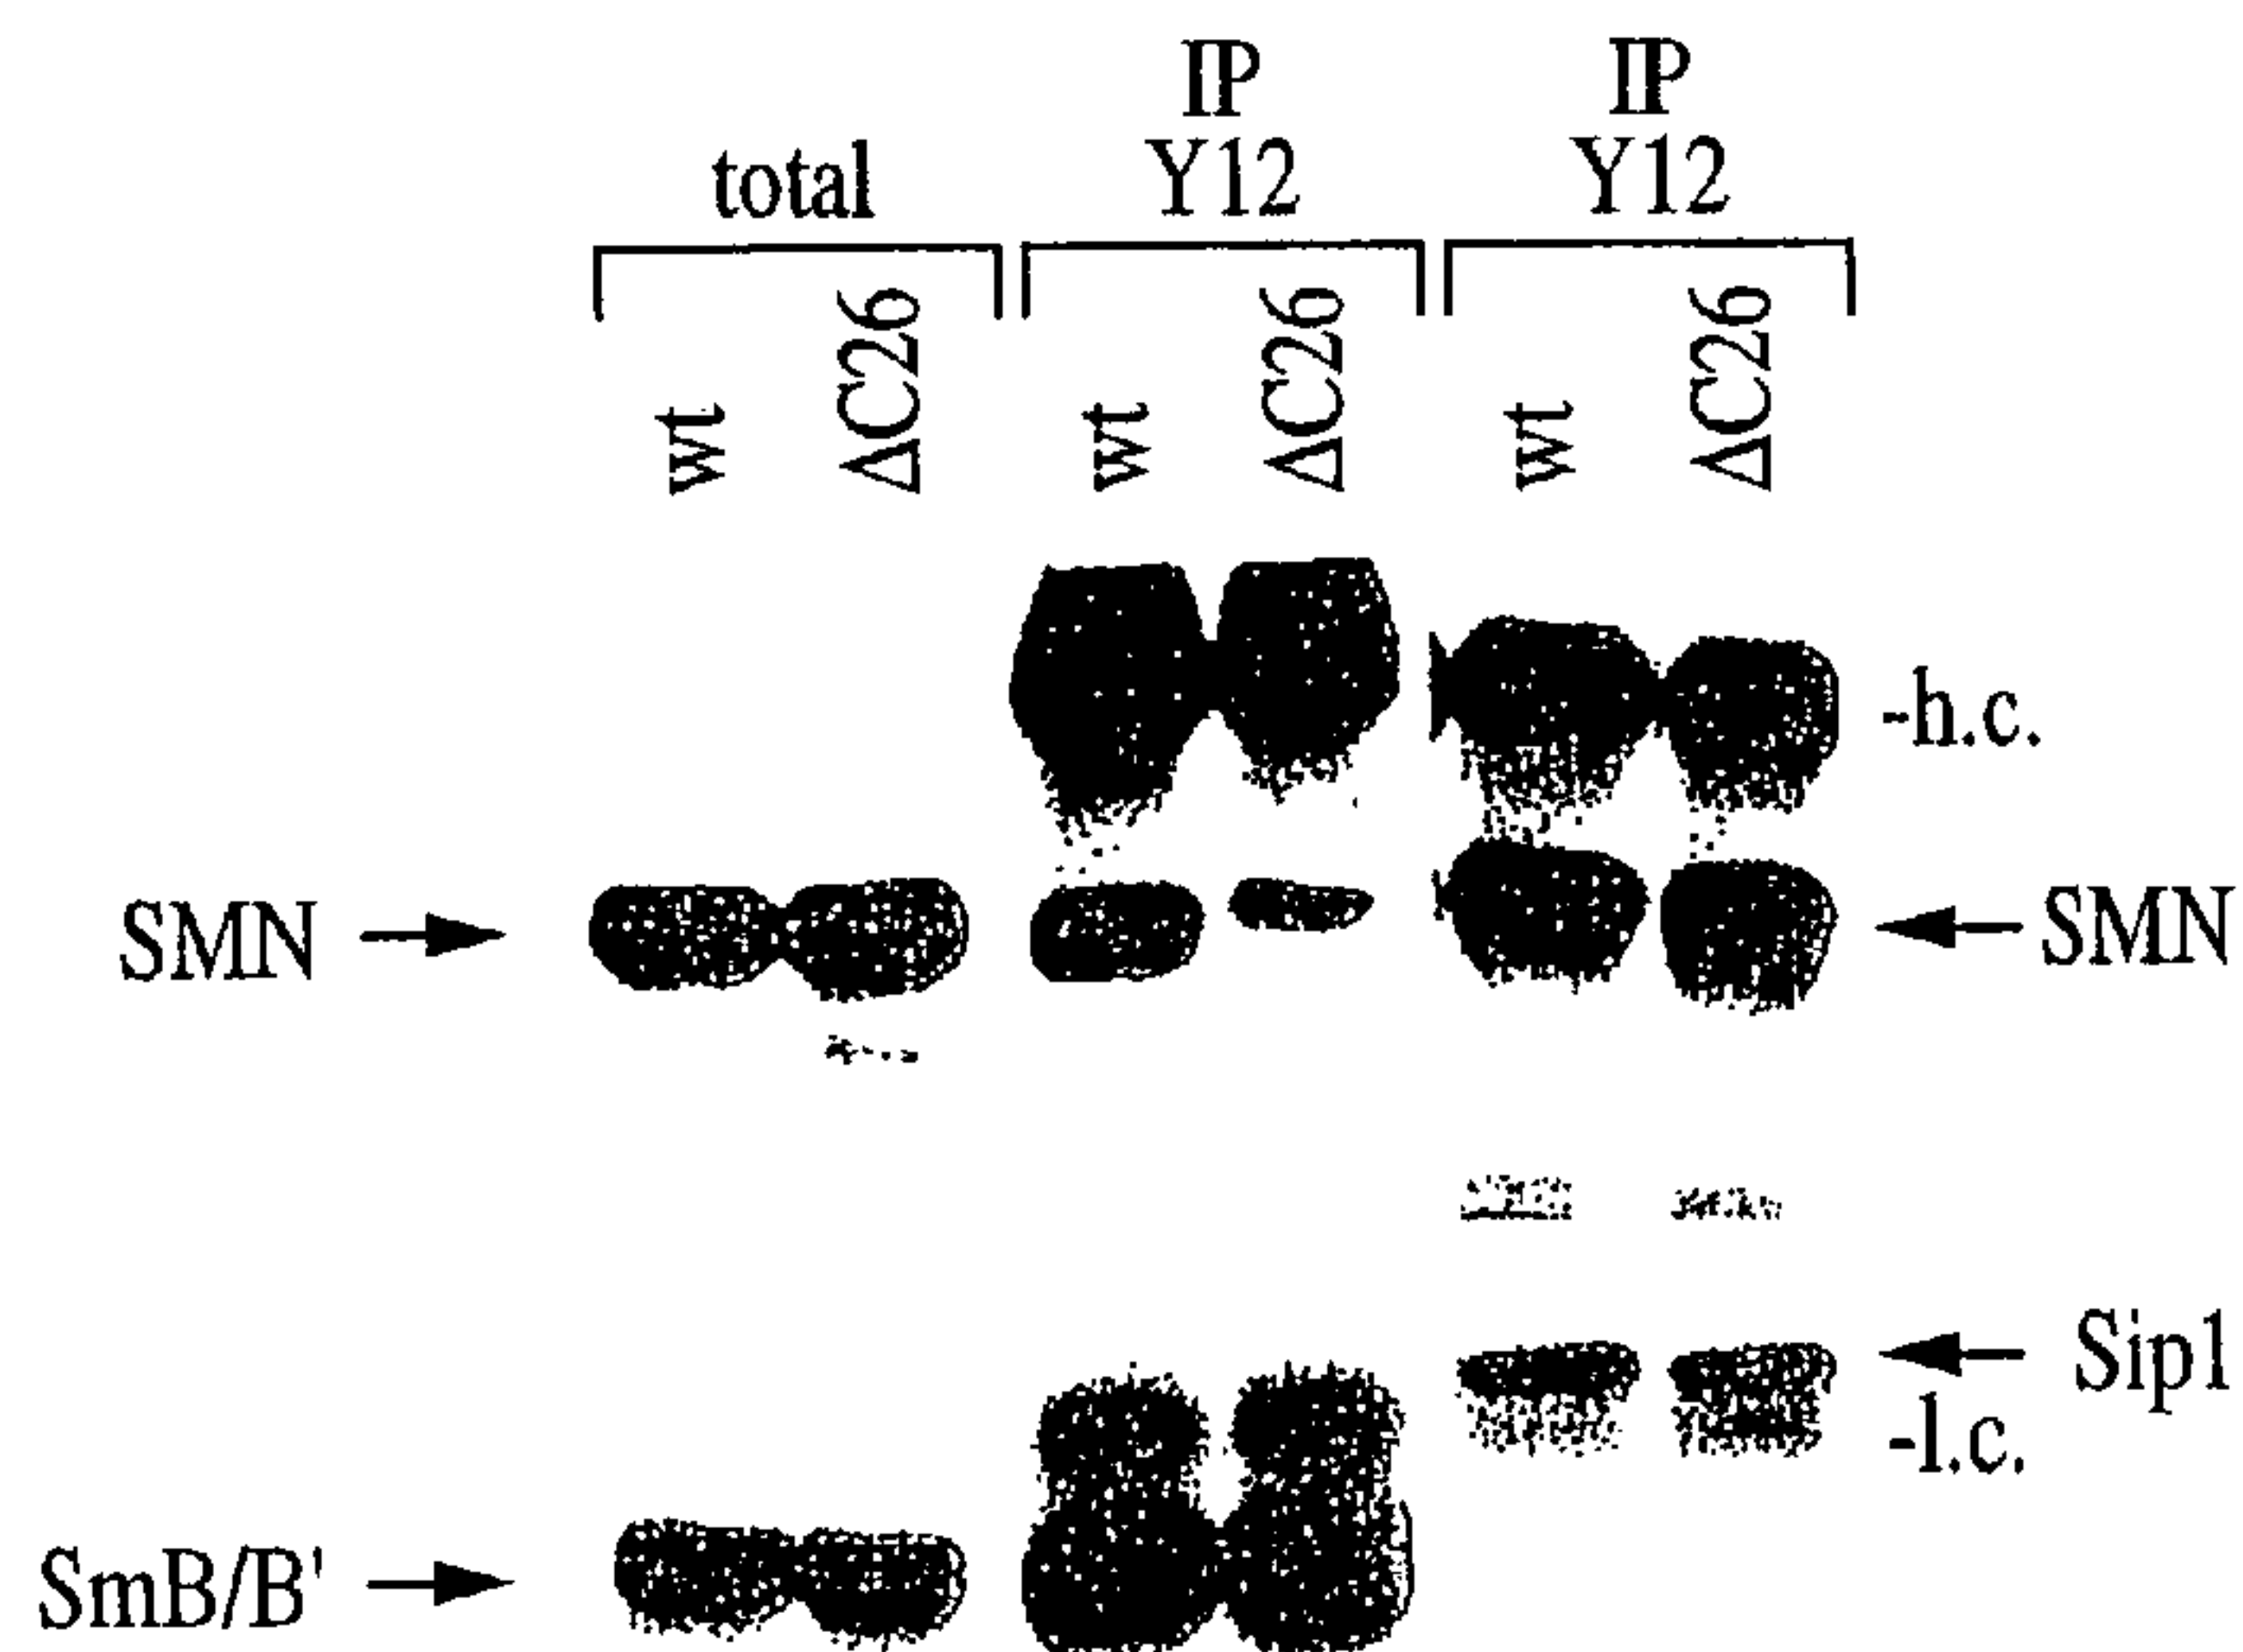 IP IP
total Y12 Y12
wt ΔC26 wt ΔC26 wt ΔC26
-h.c.
SMN SMN
Sip1
-l.c.
SmB/B'